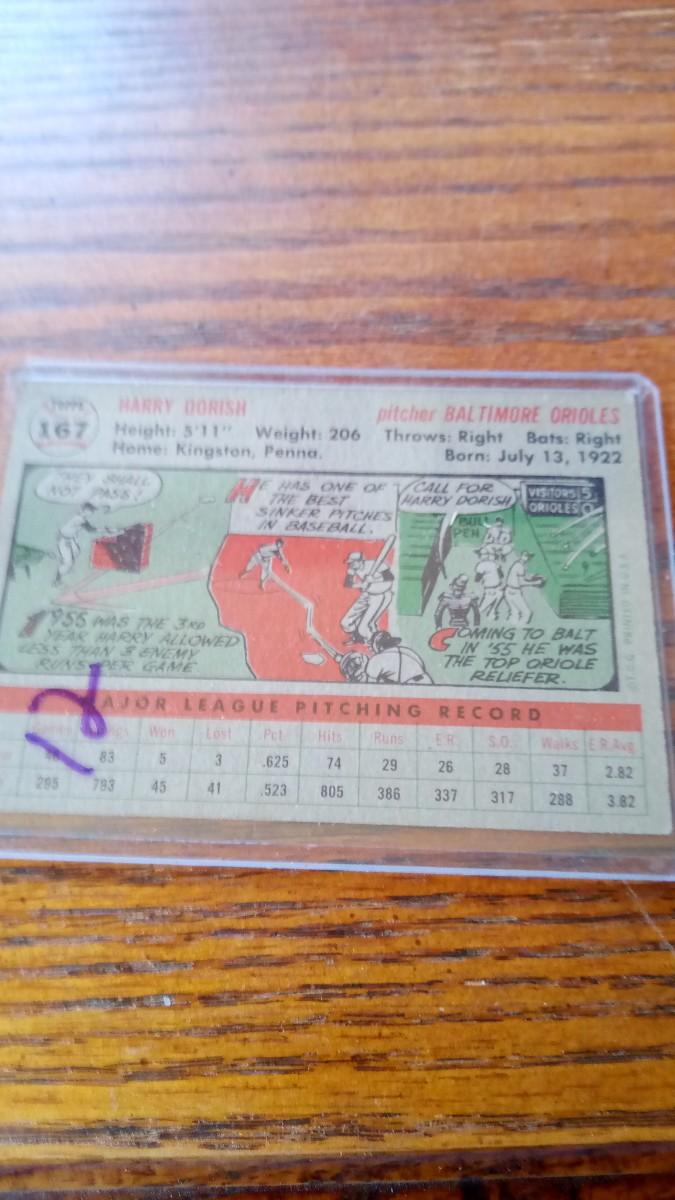 TOPPS
167
HARRY DORISH
pitcher BALTIMORE ORIOLES
Height: 5'11" Weight: 206 Throws: Right Bats: Right
Home: Kingston, Penna. Born: July 13, 1922
THEY SHALL
NOT PASS!
1955 WAS THE 3RD
YEAR HARRY ALLOWED
LESS THAN 3 ENEMY
RUNS PER GAME
HE HAS ONE OF
THE BEST
SINKER PITCHES
IN BASEBALL.
CALL FOR
HARRY DORISH
VISITORS 5
ORIOLES 0
BULL
PEN
COMING TO BALT
IN '55 HE WAS
THE TOP ORIOLE
RELIEFER.
©T.C.G. PRINTED IN U.S.A.
12
MAJOR LEAGUE PITCHING RECORD
Won Lost Pct. Hits Runs E.R. S.O. Walks E.R.Avg
83 5 3 .625 74 29 26 28 37 2.82
295 793 45 41 .523 805 386 337 317 288 3.82